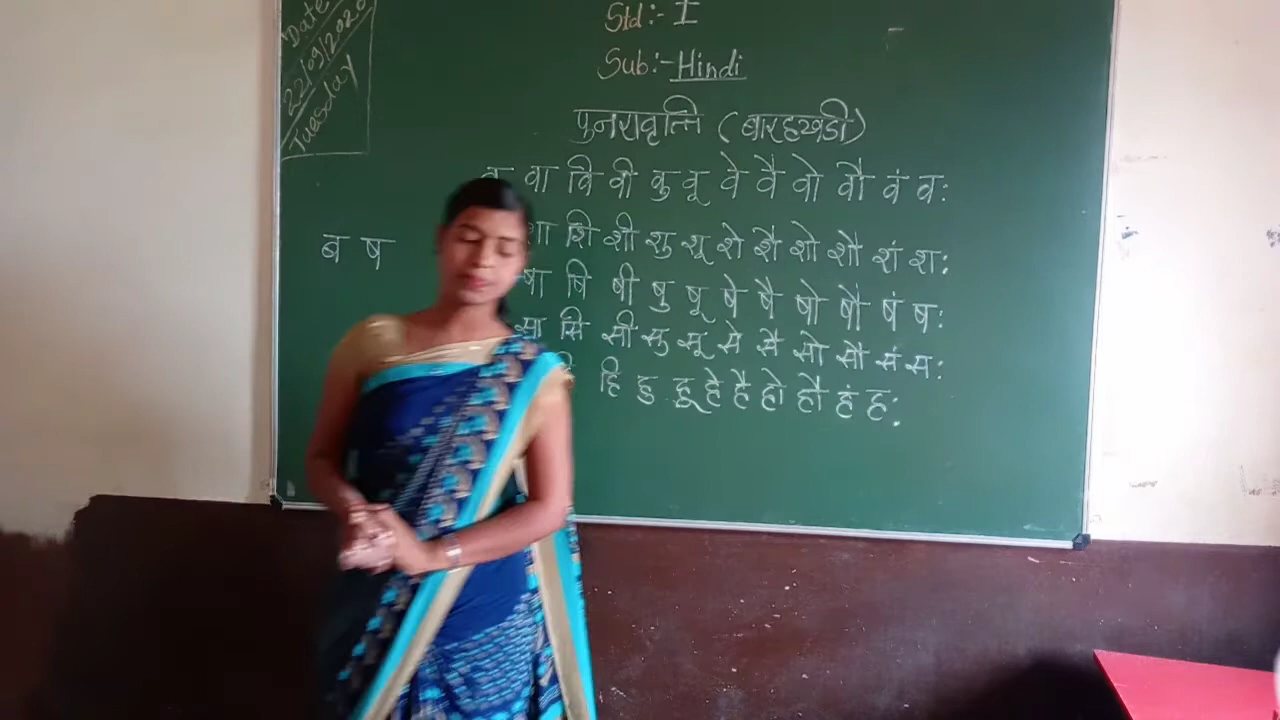 Date
22/09/2020
Tuesday
Std:- I
Sub:- Hindi
पुनरावृत्ति (बारहखडी)
वा वि वी वु वू वे वै वो वौ वं वः
शा शि शी शु शू शे शै शो शौ शं शः
ब ष
षा षि षी षु षू षे षै षो षौ षं षः
सा सि सी सु सू से सै सो सौ सं सः
हि हु हू हे है हो हौ हं हः